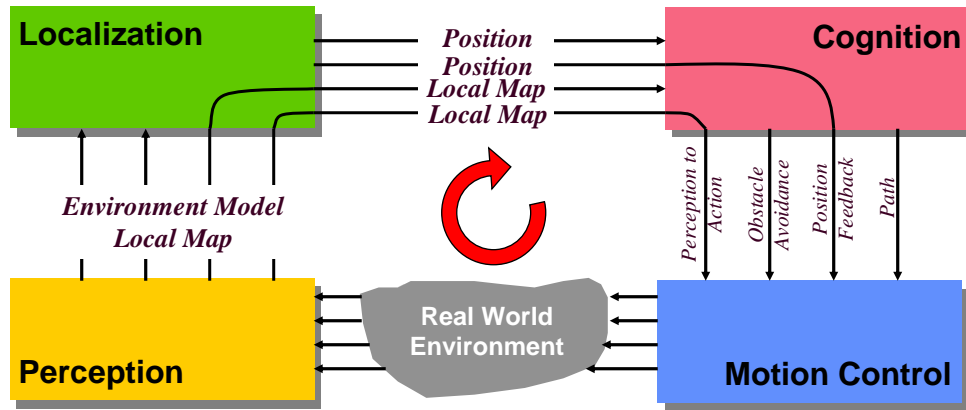 Localization
Position
Position
Local Map
Local Map
Cognition
Environment Model
Local Map
Perception to
Action
Obstacle
Avoidance
Position
Feedback
Path
Perception
Real World
Environment
Motion Control